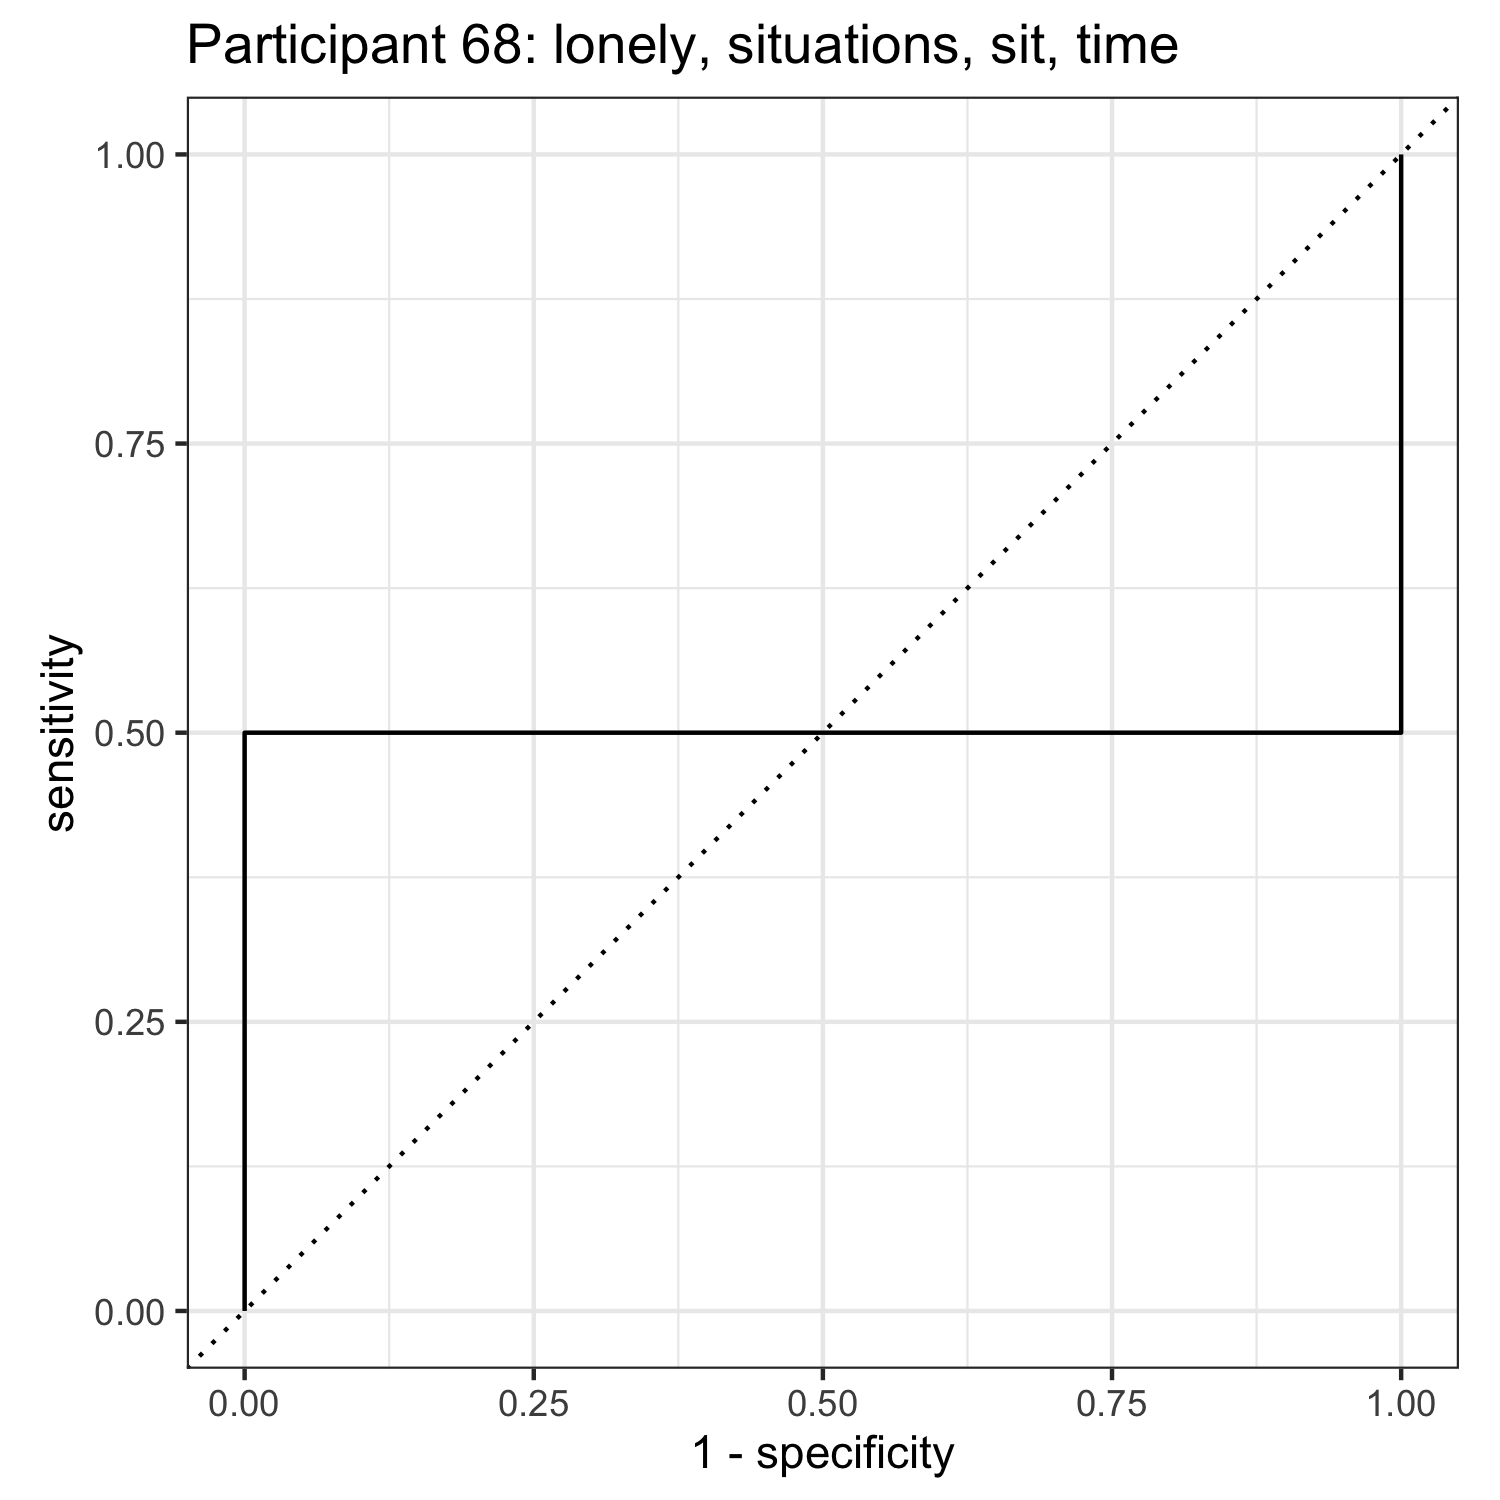 Participant 68: lonely, situations, sit, time
1.00
0.75
0.50
0.25
0.00
sensitivity
0.00 0.25 0.50 0.75 1.00
1 - specificity